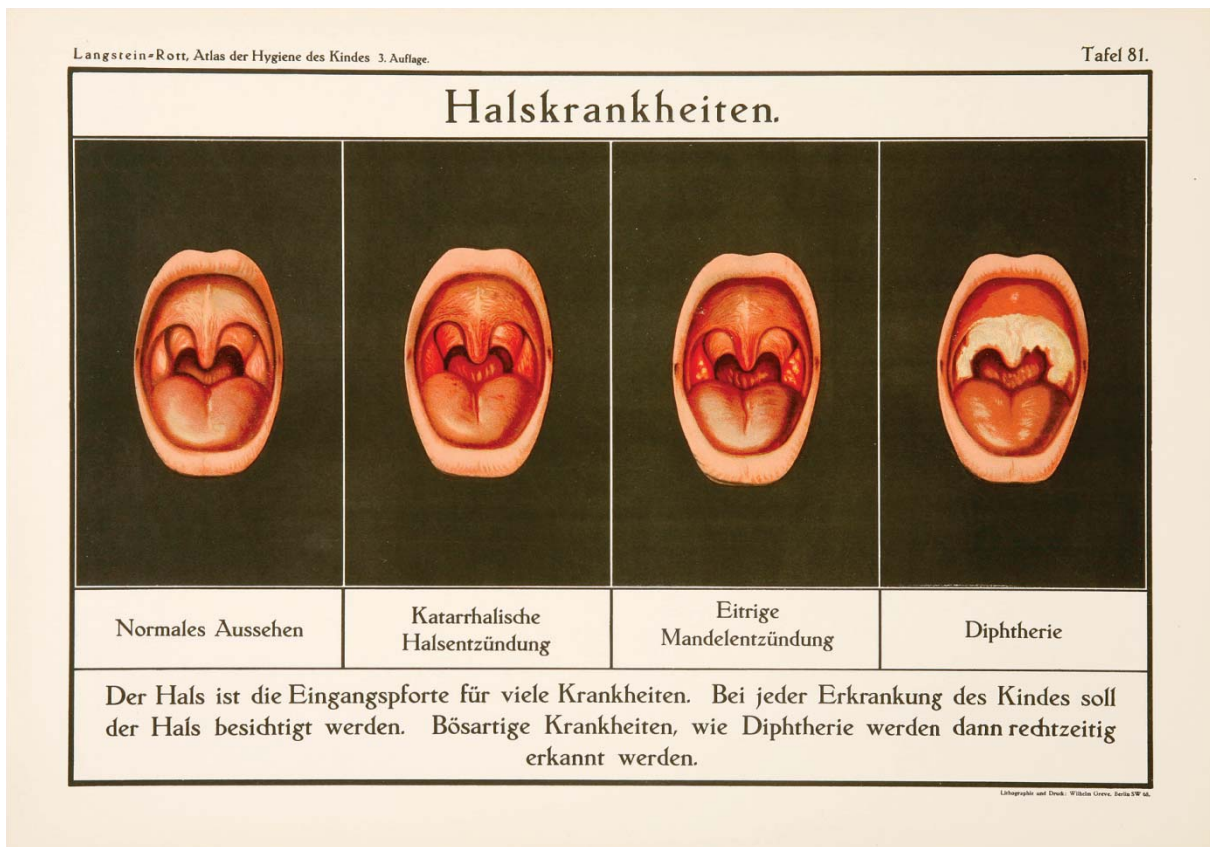 Langstein-Rott, Atlas der Hygiene des Kindes 3. Auflage.
Tafel 81.
Halskrankheiten.
Normales Aussehen
Katarrhalische
Halsentzündung
Eitrige
Mandelentzündung
Diphtherie
Der Hals ist die Eingangspforte für viele Krankheiten. Bei jeder Erkrankung des Kindes soll
der Hals besichtigt werden. Bösartige Krankheiten, wie Diphtherie werden dann rechtzeitig
erkannt werden.
Lithographie und Druck: Wilhelm Greve, Berlin SW 68.